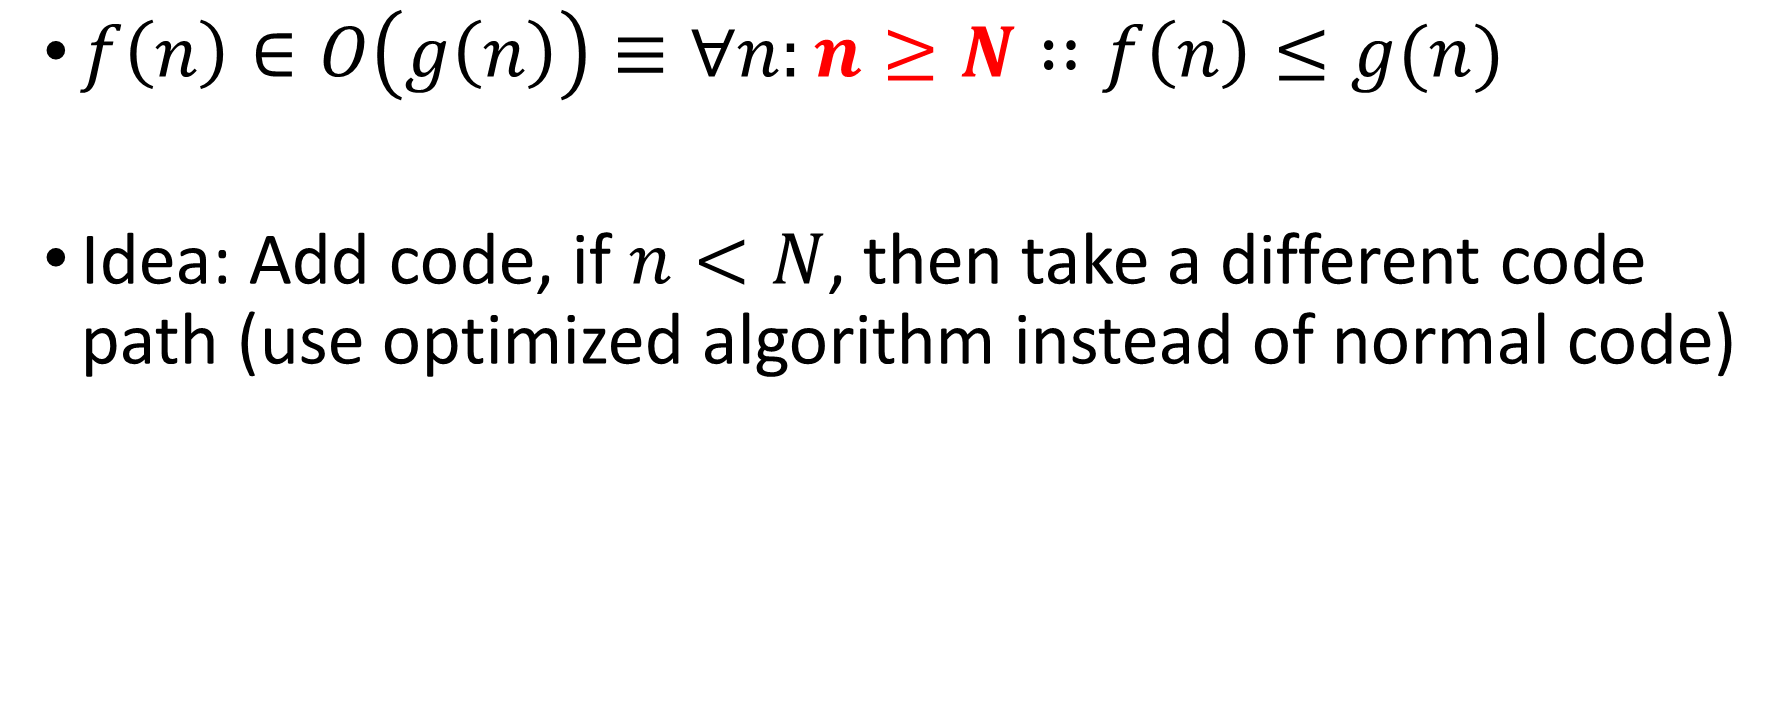 • f(n) ∈ O(g(n)) ≡ ∀n: n ≥ N ∷ f(n) ≤ g(n)
• Idea: Add code, if n < N, then take a different code
path (use optimized algorithm instead of normal code)